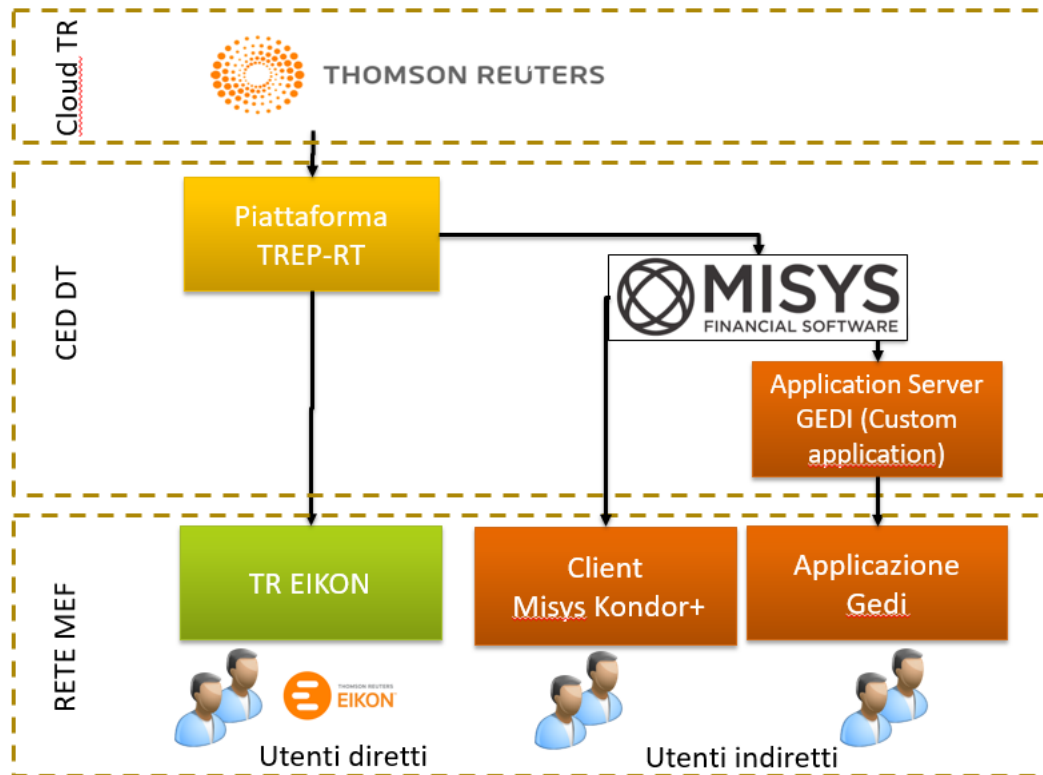 Cloud TR
THOMSON REUTERS
CED DT
Piattaforma
TREP-RT
MISYS
FINANCIAL SOFTWARE
Application Server
GEDI (Custom
application)
RETE MEF
TR EIKON
Client
Misys Kondor+
Applicazione
Gedi
THOMSON REUTERS
EIKON
Utenti diretti
Utenti indiretti